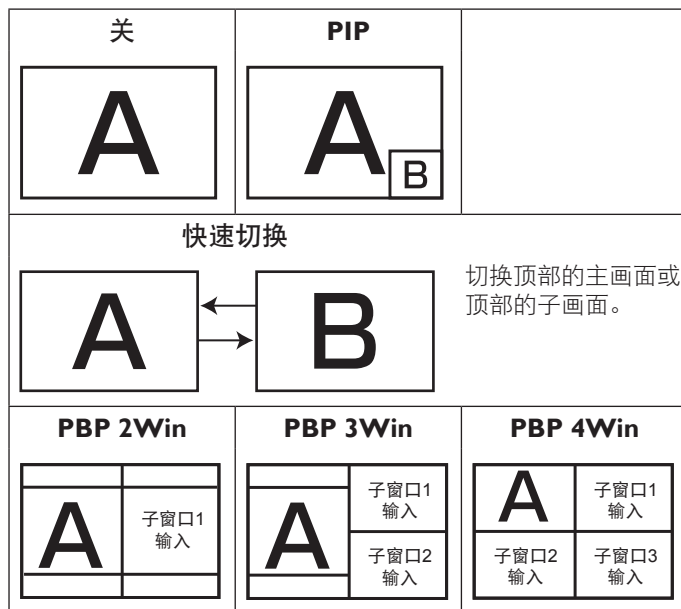 关
PIP
A
A
B
快速切换
A
B
切换顶部的主画面或
顶部的子画面。
PBP 2Win
PBP 3Win
PBP 4Win
A
子窗口1
输入
A
子窗口1
输入
子窗口2
输入
A
子窗口1
输入
子窗口2
输入
子窗口3
输入